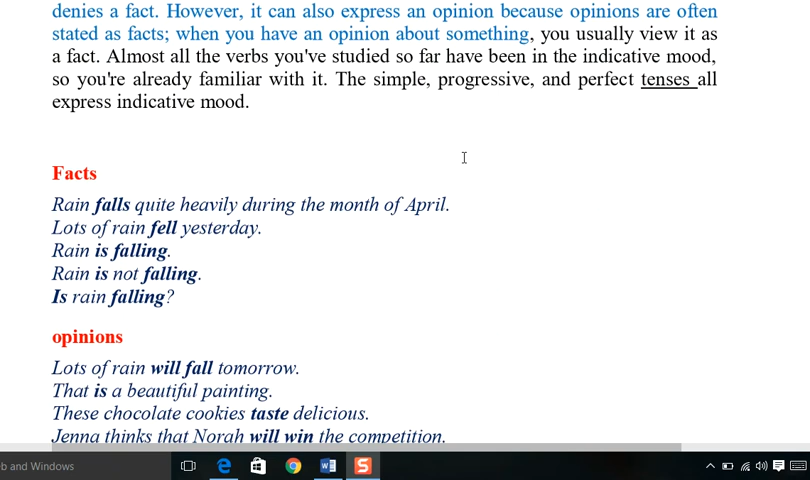 denies a fact. However, it can also express an opinion because opinions are often
stated as facts; when you have an opinion about something, you usually view it as
a fact. Almost all the verbs you've studied so far have been in the indicative mood,
so you're already familiar with it. The simple, progressive, and perfect tenses all
express indicative mood.
Facts
Rain falls quite heavily during the month of April.
Lots of rain fell yesterday.
Rain is falling.
Rain is not falling.
Is rain falling?
opinions
Lots of rain will fall tomorrow.
That is a beautiful painting.
These chocolate cookies taste delicious.
Jenna thinks that Norah will win the competition.
b and Windows